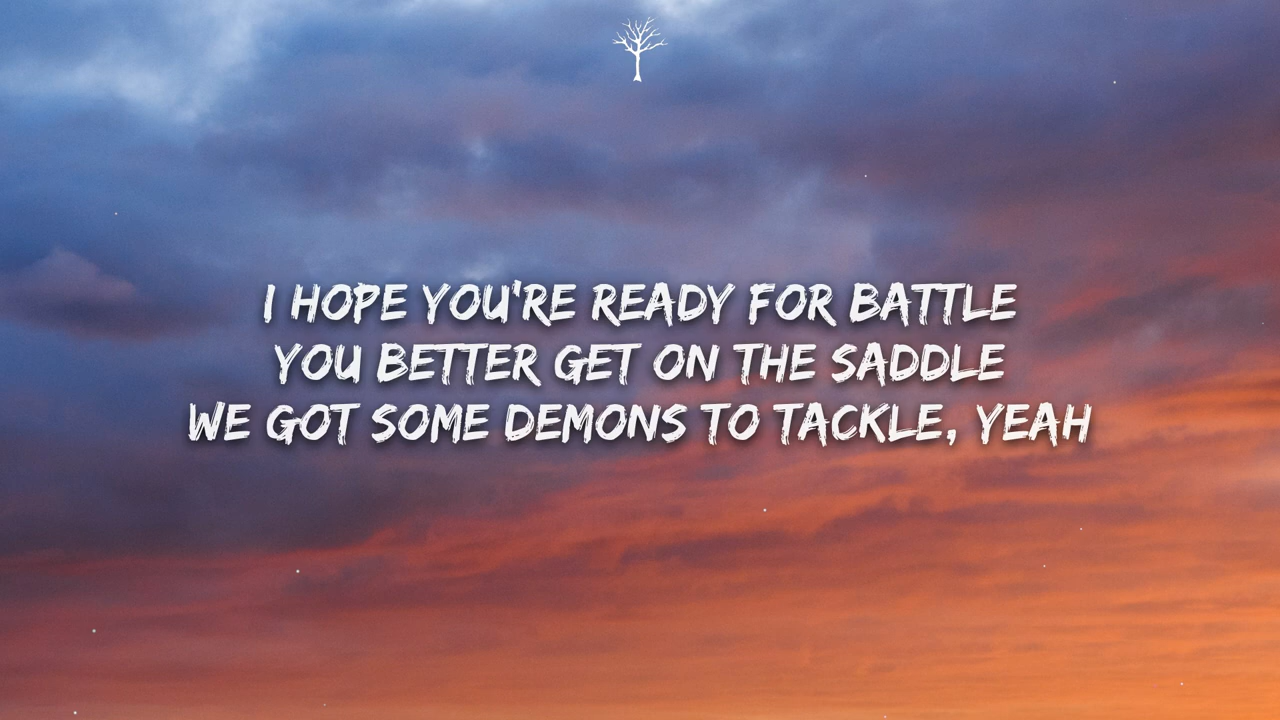 I HOPE YOU'RE READY FOR BATTLE
YOU BETTER GET ON THE SADDLE
WE GOT SOME DEMONS TO TACKLE, YEAH